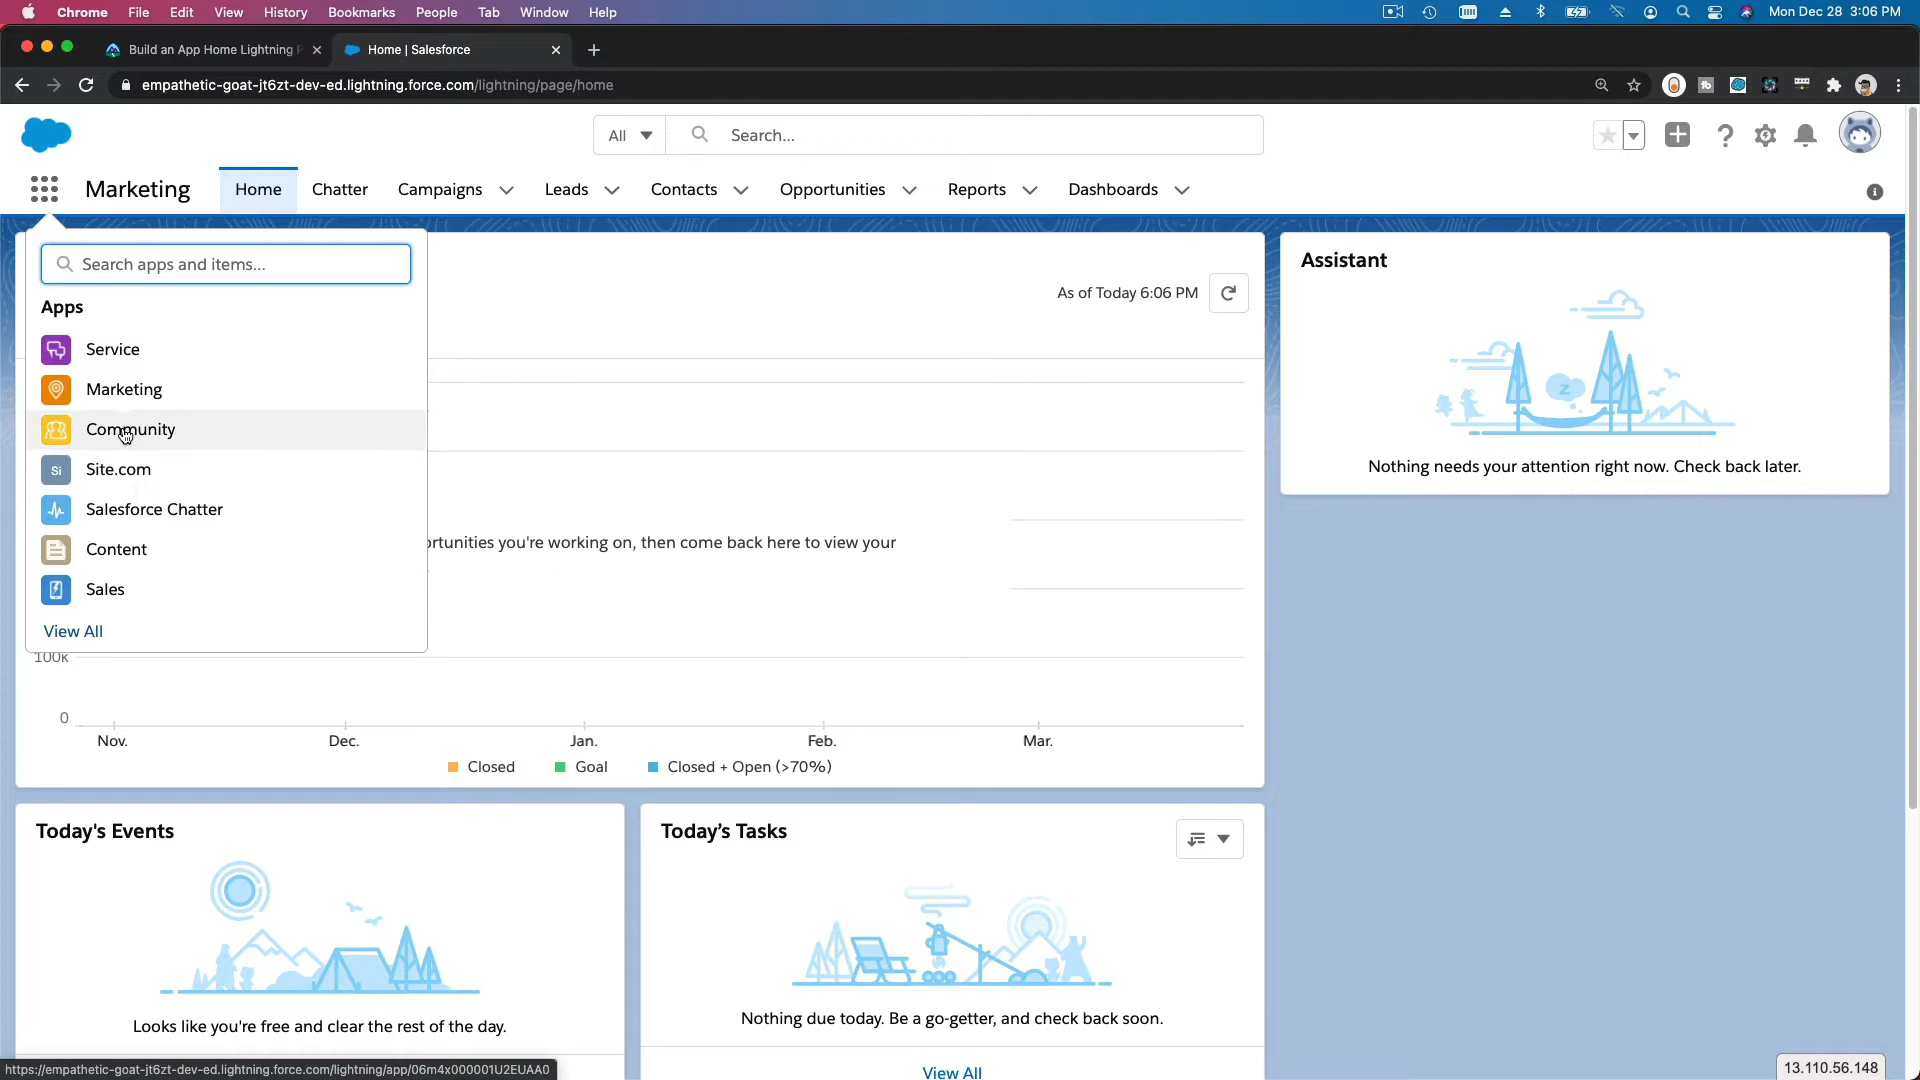 Chrome File Edit View History Bookmarks People Tab Window Help Mon Dec 28 3:06 PM
Build an App Home Lightning P Home | Salesforce
empathetic-goat-jt6zt-dev-ed.lightning.force.com/lightning/page/home
All Search...
Marketing Home Chatter Campaigns Leads Contacts Opportunities Reports Dashboards
Search apps and items...
Apps
Service
Marketing
Community
Si Site.com
Salesforce Chatter
Content
Sales
View All
As of Today 6:06 PM
ortunities you're working on, then come back here to view your
100k
0
Nov. Dec. Jan. Feb. Mar.
Closed Goal Closed + Open (>70%)
Assistant
z
Nothing needs your attention right now. Check back later.
Today's Events
Looks like you're free and clear the rest of the day.
Today’s Tasks
Nothing due today. Be a go-getter, and check back soon.
View All
https://empathetic-goat-jt6zt-dev-ed.lightning.force.com/lightning/app/06m4x000001U2EUAA0
13.110.56.148